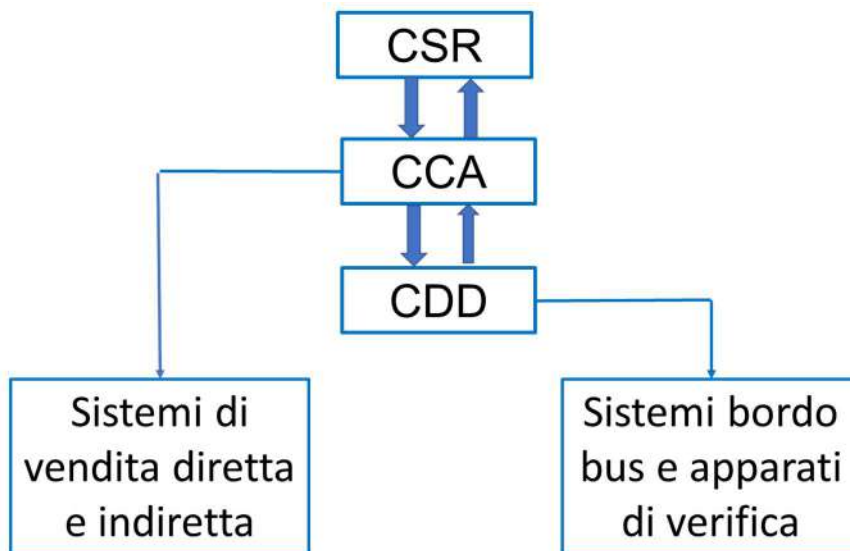 CSR
CCA
CDD
Sistemi di
vendita diretta
e indiretta
Sistemi bordo
bus e apparati
di verifica